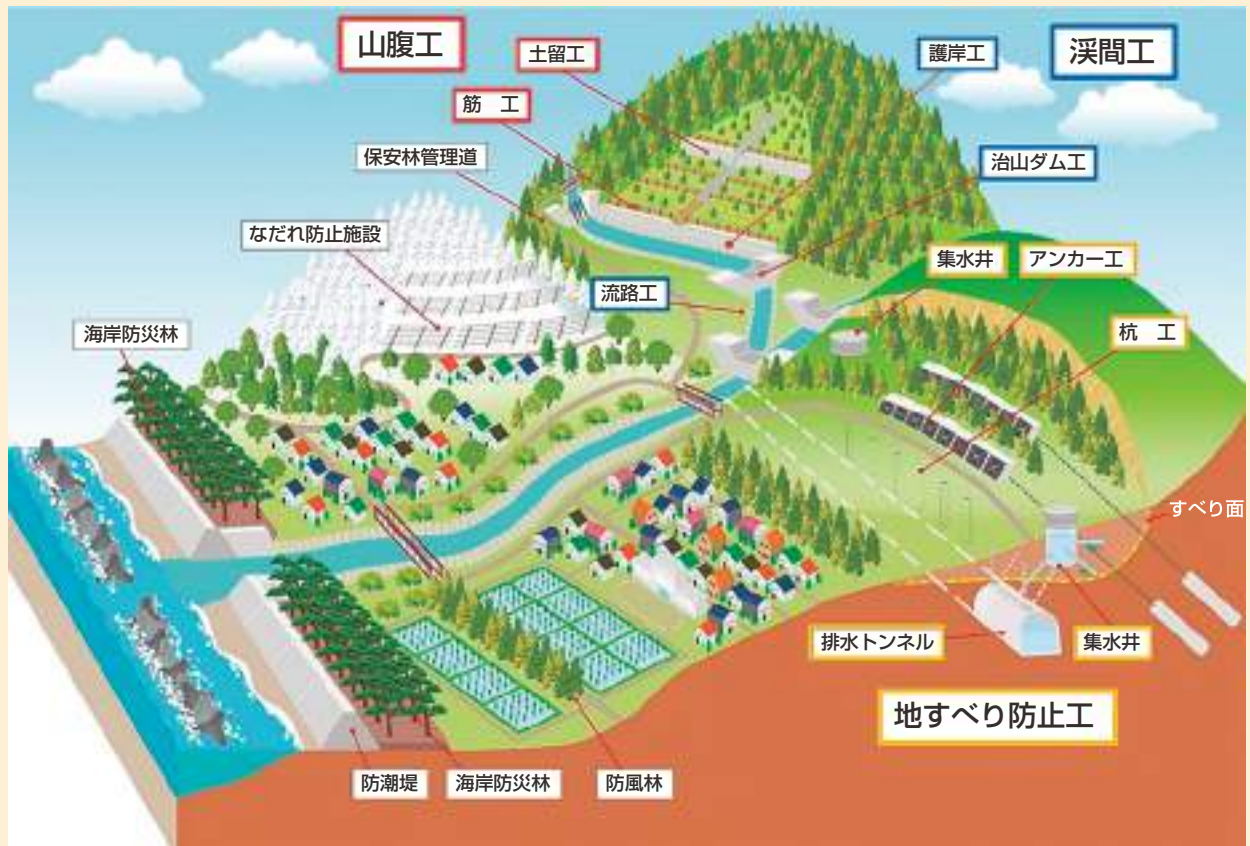 山腹工
土留工
護岸工
渓間工
筋　工
保安林管理道
治山ダム工
なだれ防止施設
集水井
アンカー工
流路工
海岸防災林
杭　工
すべり面
排水トンネル
集水井
地すべり防止工
防潮堤
海岸防災林
防風林